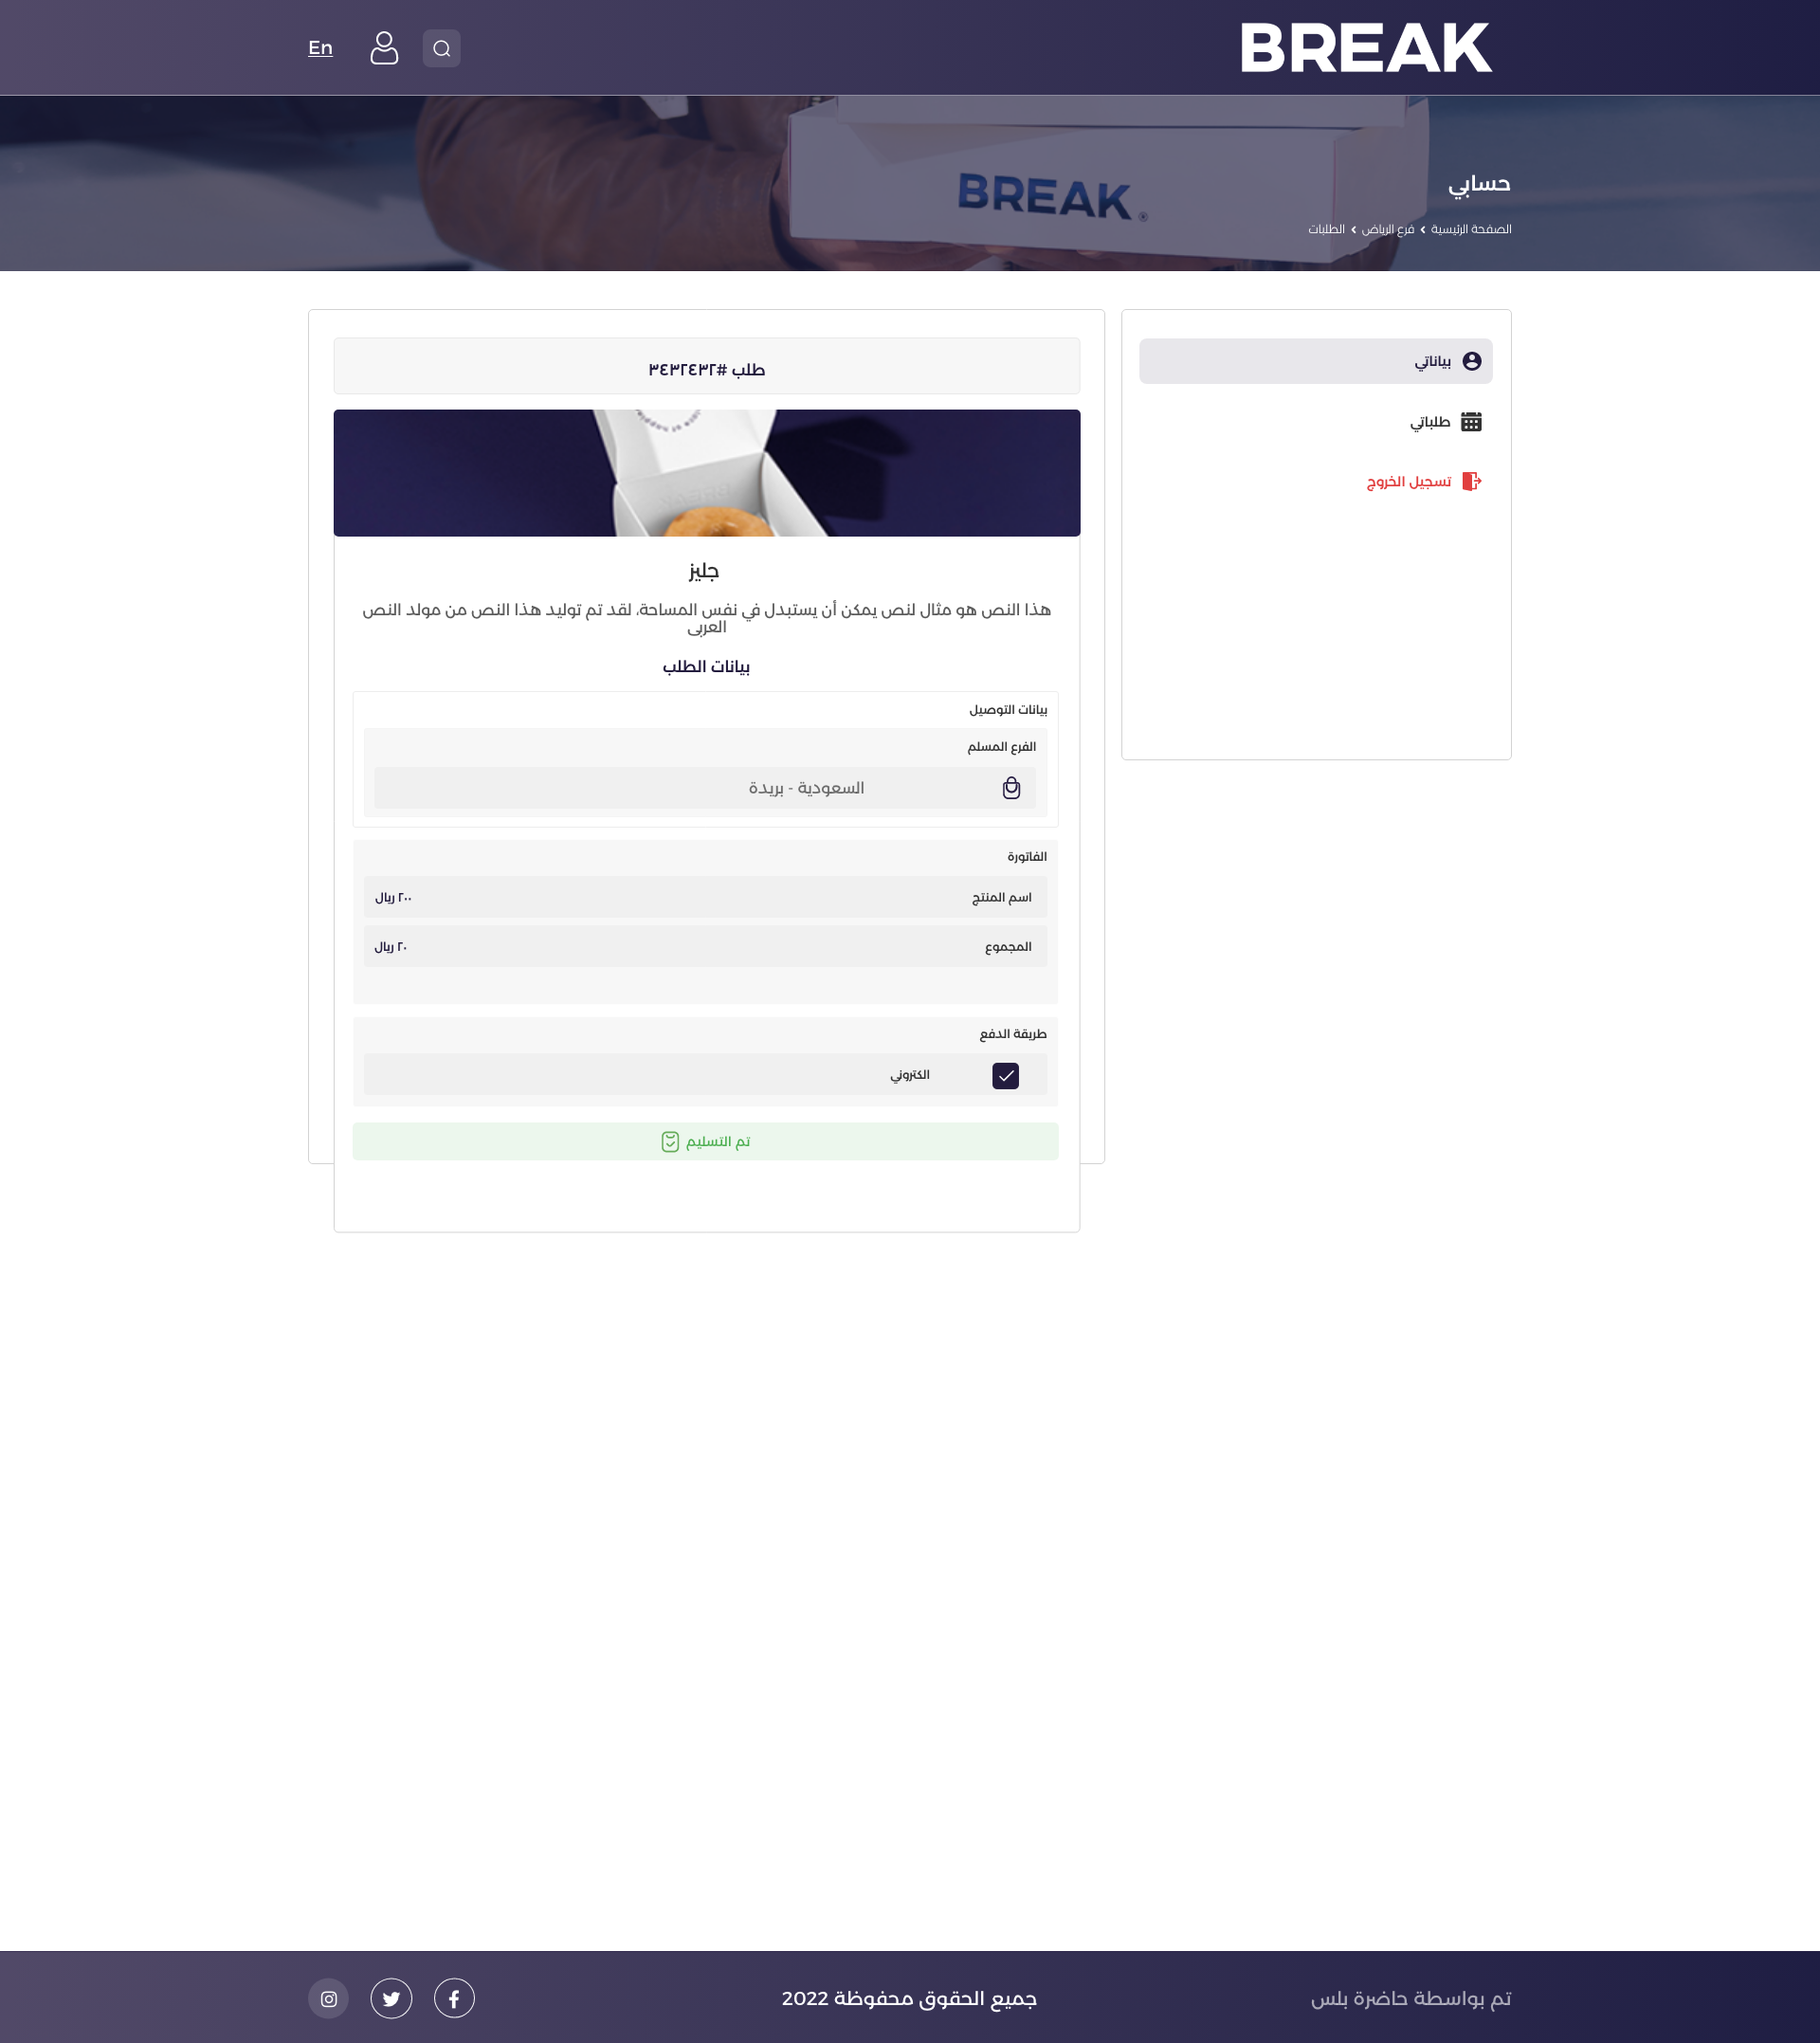 BREAK
En
BREAK®
حسابي
الصفحة الرئيسية
فرع الرياض
الطلبات
بياناتي
طلباتي
تسجيل الخروج
طلب #٣٤٣٢٤٣٢
جليز
هذا النص هو مثال لنص يمكن أن يستبدل في نفس المساحة، لقد تم توليد هذا النص من مولد النص
العربى
بيانات الطلب
بيانات التوصيل
الفرع المسلم
السعودية - بريدة
الفاتورة
اسم المنتج ٢٠٠ ريال
المجموع ٢٠ ريال
طريقة الدفع
الكتروني
تم التسليم
تم بواسطة حاضرة بلس
جميع الحقوق محفوظة 2022